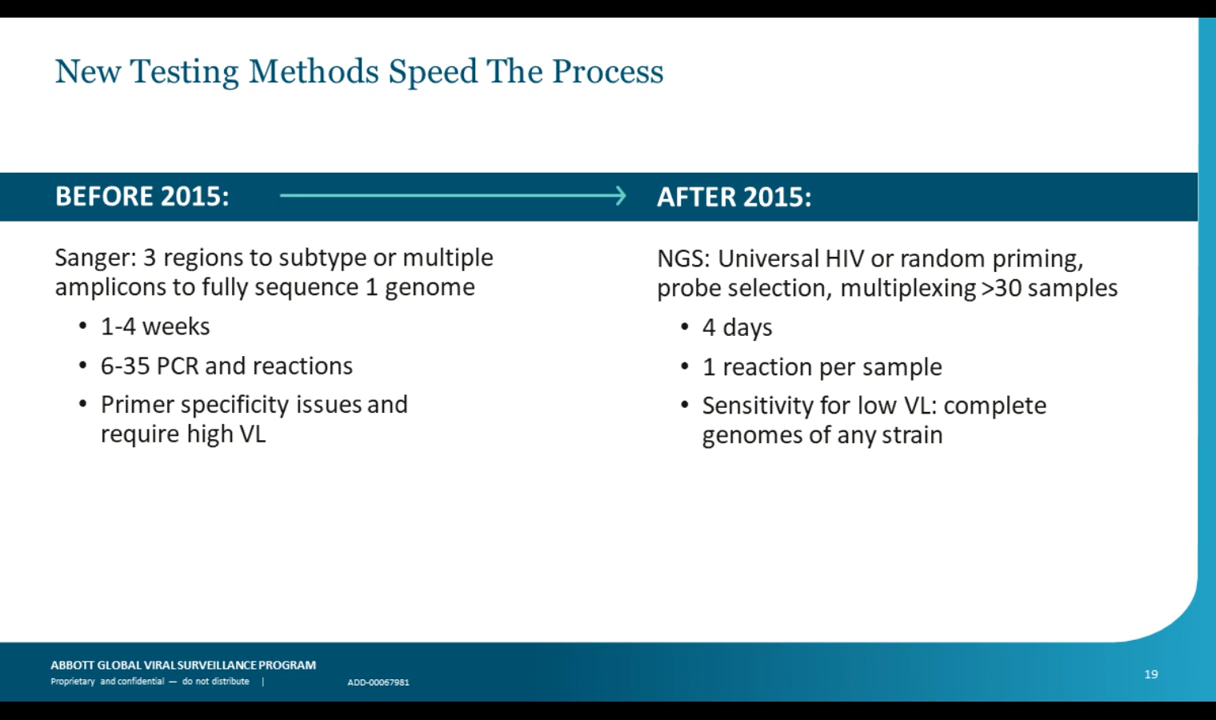 New Testing Methods Speed The Process
BEFORE 2015:
AFTER 2015:
Sanger: 3 regions to subtype or multiple
amplicons to fully sequence 1 genome
• 1-4 weeks
• 6-35 PCR and reactions
• Primer specificity issues and
require high VL
NGS: Universal HIV or random priming,
probe selection, multiplexing >30 samples
• 4 days
• 1 reaction per sample
• Sensitivity for low VL: complete
genomes of any strain
ABBOTT GLOBAL VIRAL SURVEILLANCE PROGRAM
Proprietary and confidential — do not distribute |
ADD-00067981
19